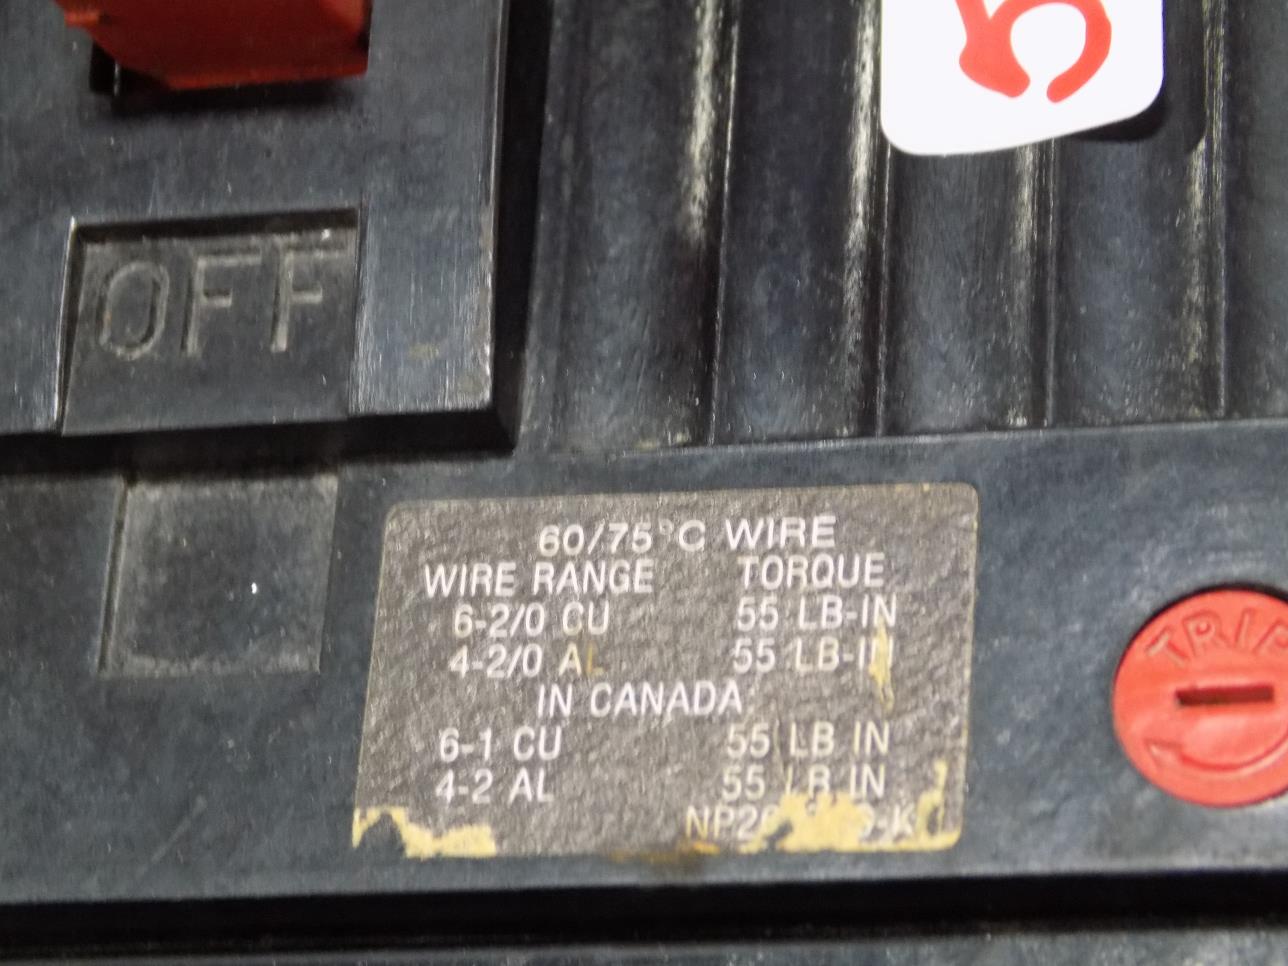 5
OFF
60/75°C WIRE
WIRE RANGE TORQUE
6-2/0 CU 55 LB-IN
4-2/0 AL 55 LB-IN
IN CANADA
6-1 CU 55 LB IN
4-2 AL 55 LB IN
TRIP